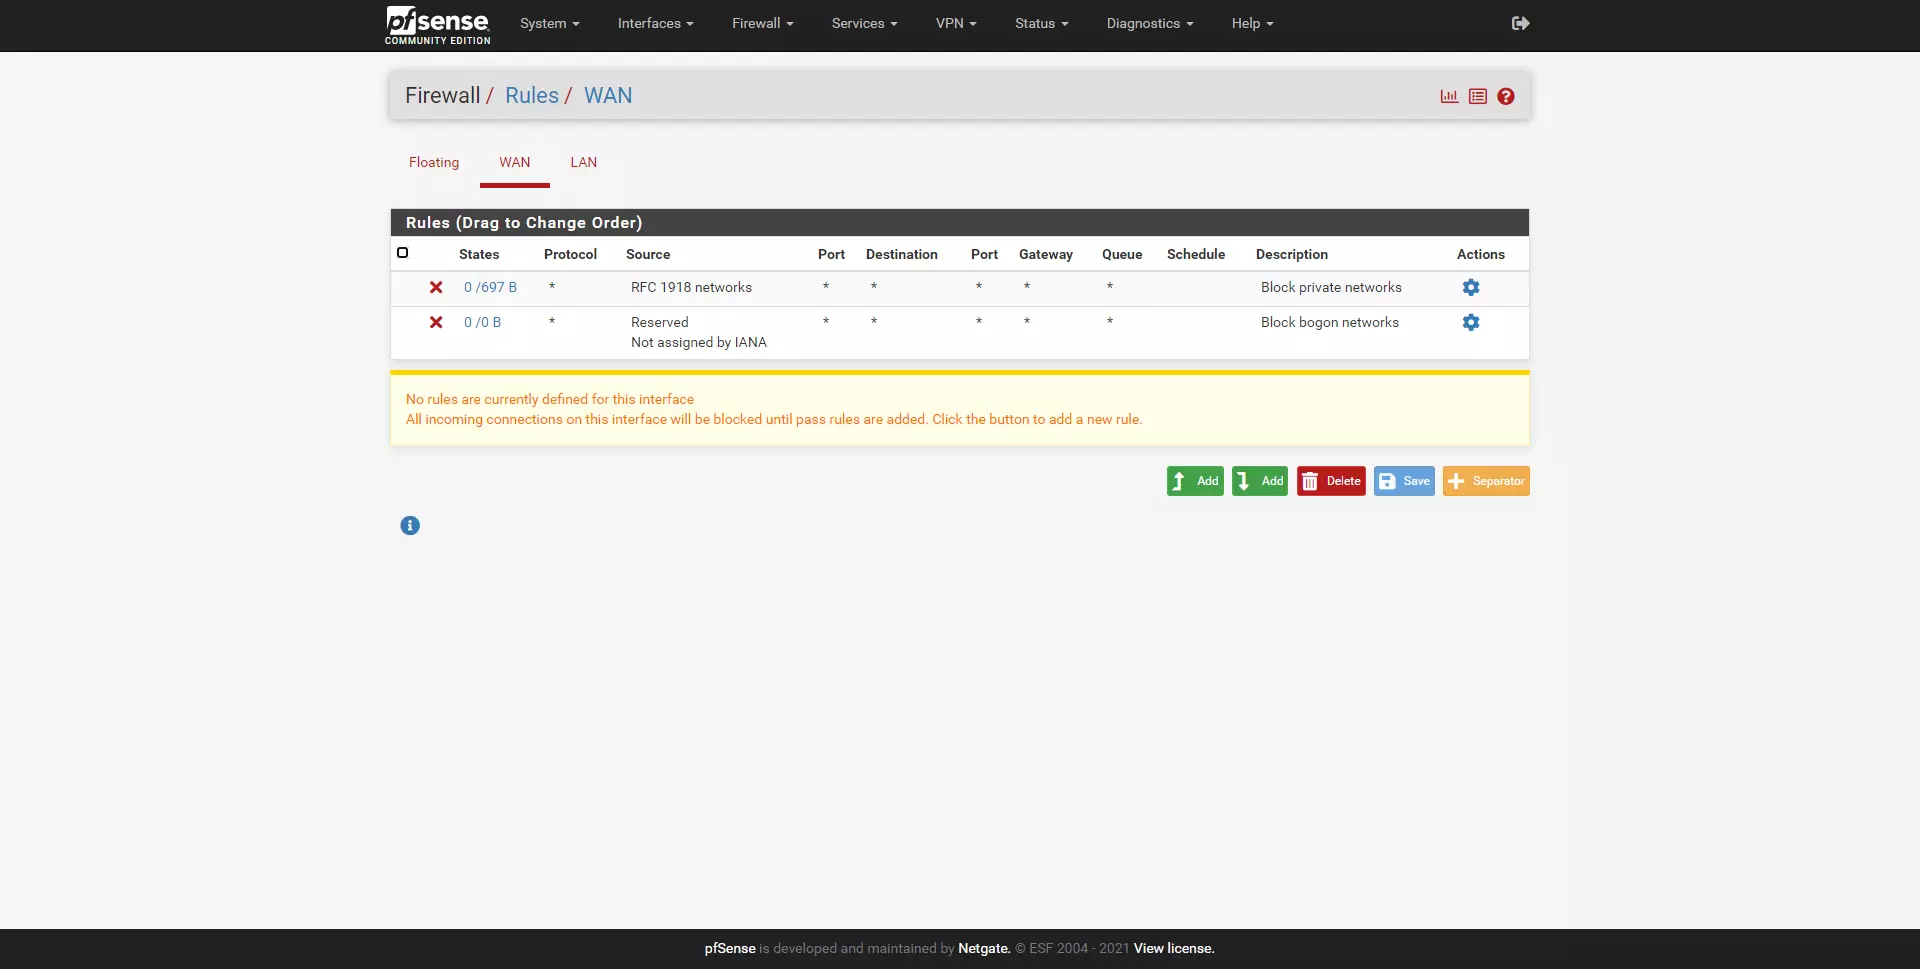 pfsense
COMMUNITY EDITION
System Interfaces Firewall Services VPN Status Diagnostics Help
Firewall / Rules / WAN
Floating WAN LAN
Rules (Drag to Change Order)
States Protocol Source Port Destination Port Gateway Queue Schedule Description Actions
0 /697 B * RFC 1918 networks * * * * * Block private networks
0 /0 B * Reserved * * * * * Block bogon networks
Not assigned by IANA
No rules are currently defined for this interface
All incoming connections on this interface will be blocked until pass rules are added. Click the button to add a new rule.
Add Add Delete Save Separator
pfSense is developed and maintained by Netgate. © ESF 2004 - 2021 View license.